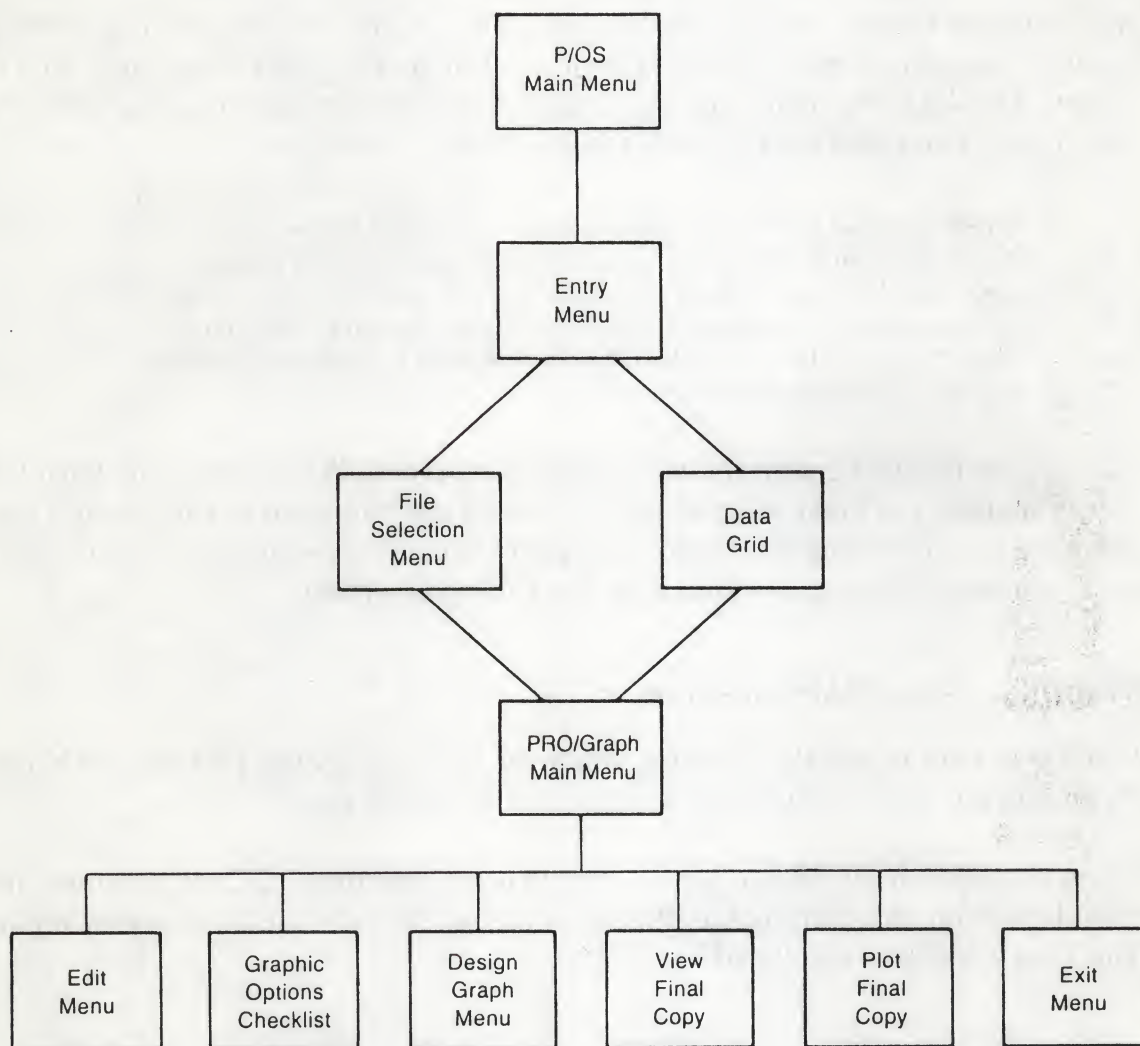 P/OS
Main Menu
Entry
Menu
File
Selection
Menu
Data
Grid
PRO/Graph
Main Menu
Edit
Menu
Graphic
Options
Checklist
Design
Graph
Menu
View
Final
Copy
Plot
Final
Copy
Exit
Menu